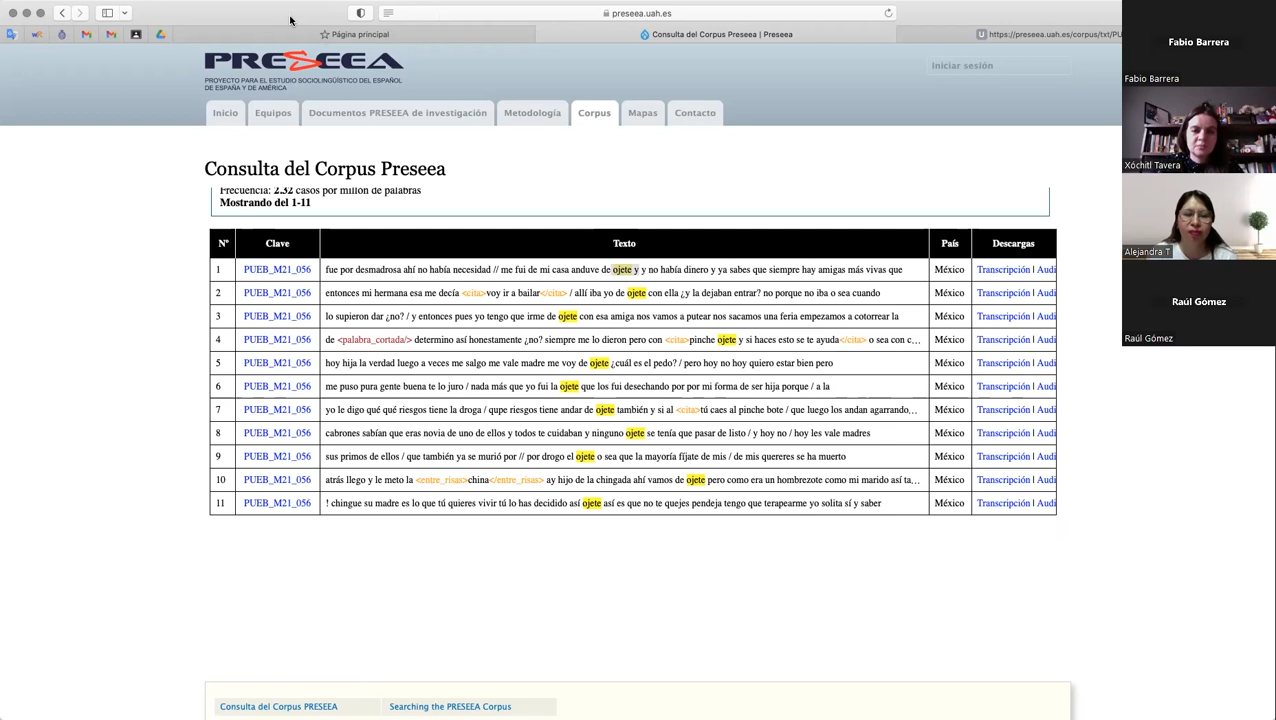 preseea.uah.es
Página principal
Consulta del Corpus Preseea | Preseea
https://preseea.uah.es/corpus/txt/PU
PRESEEA
PROYECTO PARA EL ESTUDIO SOCIOLINGÜÍSTICO DEL ESPAÑOL
DE ESPAÑA Y DE AMÉRICA
Iniciar sesión
Inicio Equipos Documentos PRESEEA de investigación Metodología Corpus Mapas Contacto
Consulta del Corpus Preseea
Frecuencia: 2.32 casos por millón de palabras
Mostrando del 1-11
Nº Clave Texto País Descargas
1 PUEB_M21_056 fue por desmadrosa ahí no había necesidad // me fui de mi casa anduve de ojete y y no había dinero y ya sabes que siempre hay amigas más vivas que México Transcripción | Audi
2 PUEB_M21_056 entonces mi hermana esa me decía <cita>voy ir a bailar</cita> / allí iba yo de ojete con ella ¿y la dejaban entrar? no porque no iba o sea cuando México Transcripción | Audi
3 PUEB_M21_056 lo supieron dar ¿no? / y entonces pues yo tengo que irme de ojete con esa amiga nos vamos a putear nos sacamos una feria empezamos a cotorrear la México Transcripción | Audi
4 PUEB_M21_056 de <palabra_cortada/> determino así honestamente ¿no? siempre me lo dieron pero con <cita>pinche ojete y si haces esto se te ayuda</cita> o sea con c... México Transcripción | Audi
5 PUEB_M21_056 hoy hija la verdad luego a veces me salgo me vale madre me voy de ojete ¿cuál es el pedo? / pero hoy no hoy quiero estar bien pero México Transcripción | Audi
6 PUEB_M21_056 me puso pura gente buena te lo juro / nada más que yo fui la ojete que los fui desechando por por mi forma de ser hija porque / a la México Transcripción | Audi
7 PUEB_M21_056 yo le digo qué qué riesgos tiene la droga / qupe riesgos tiene andar de ojete también y si al <cita>tú caes al pinche bote / que luego los andan agarrando... México Transcripción | Audi
8 PUEB_M21_056 cabrones sabían que eras novia de uno de ellos y todos te cuidaban y ninguno ojete se tenía que pasar de listo / y hoy no / hoy les vale madres México Transcripción | Audi
9 PUEB_M21_056 sus primos de ellos / que también ya se murió por // por drogo el ojete o sea que la mayoría fíjate de mis / de mis quereres se ha muerto México Transcripción | Audi
10 PUEB_M21_056 atrás llego y le meto la <entre_risas>china</entre_risas> ay hijo de la chingada ahí vamos de ojete pero como era un hombrezote como mi marido así ta... México Transcripción | Audi
11 PUEB_M21_056 ! chingue su madre es lo que tú quieres vivir tú lo has decidido así ojete así es que no te quejes pendeja tengo que terapearme yo solita sí y saber México Transcripción | Audi
Consulta del Corpus PRESEEA Searching the PRESEEA Corpus
Fabio Barrera
Fabio Barrera
Xóchitl Tavera
Alejandra T
Raúl Gómez
Raúl Gómez